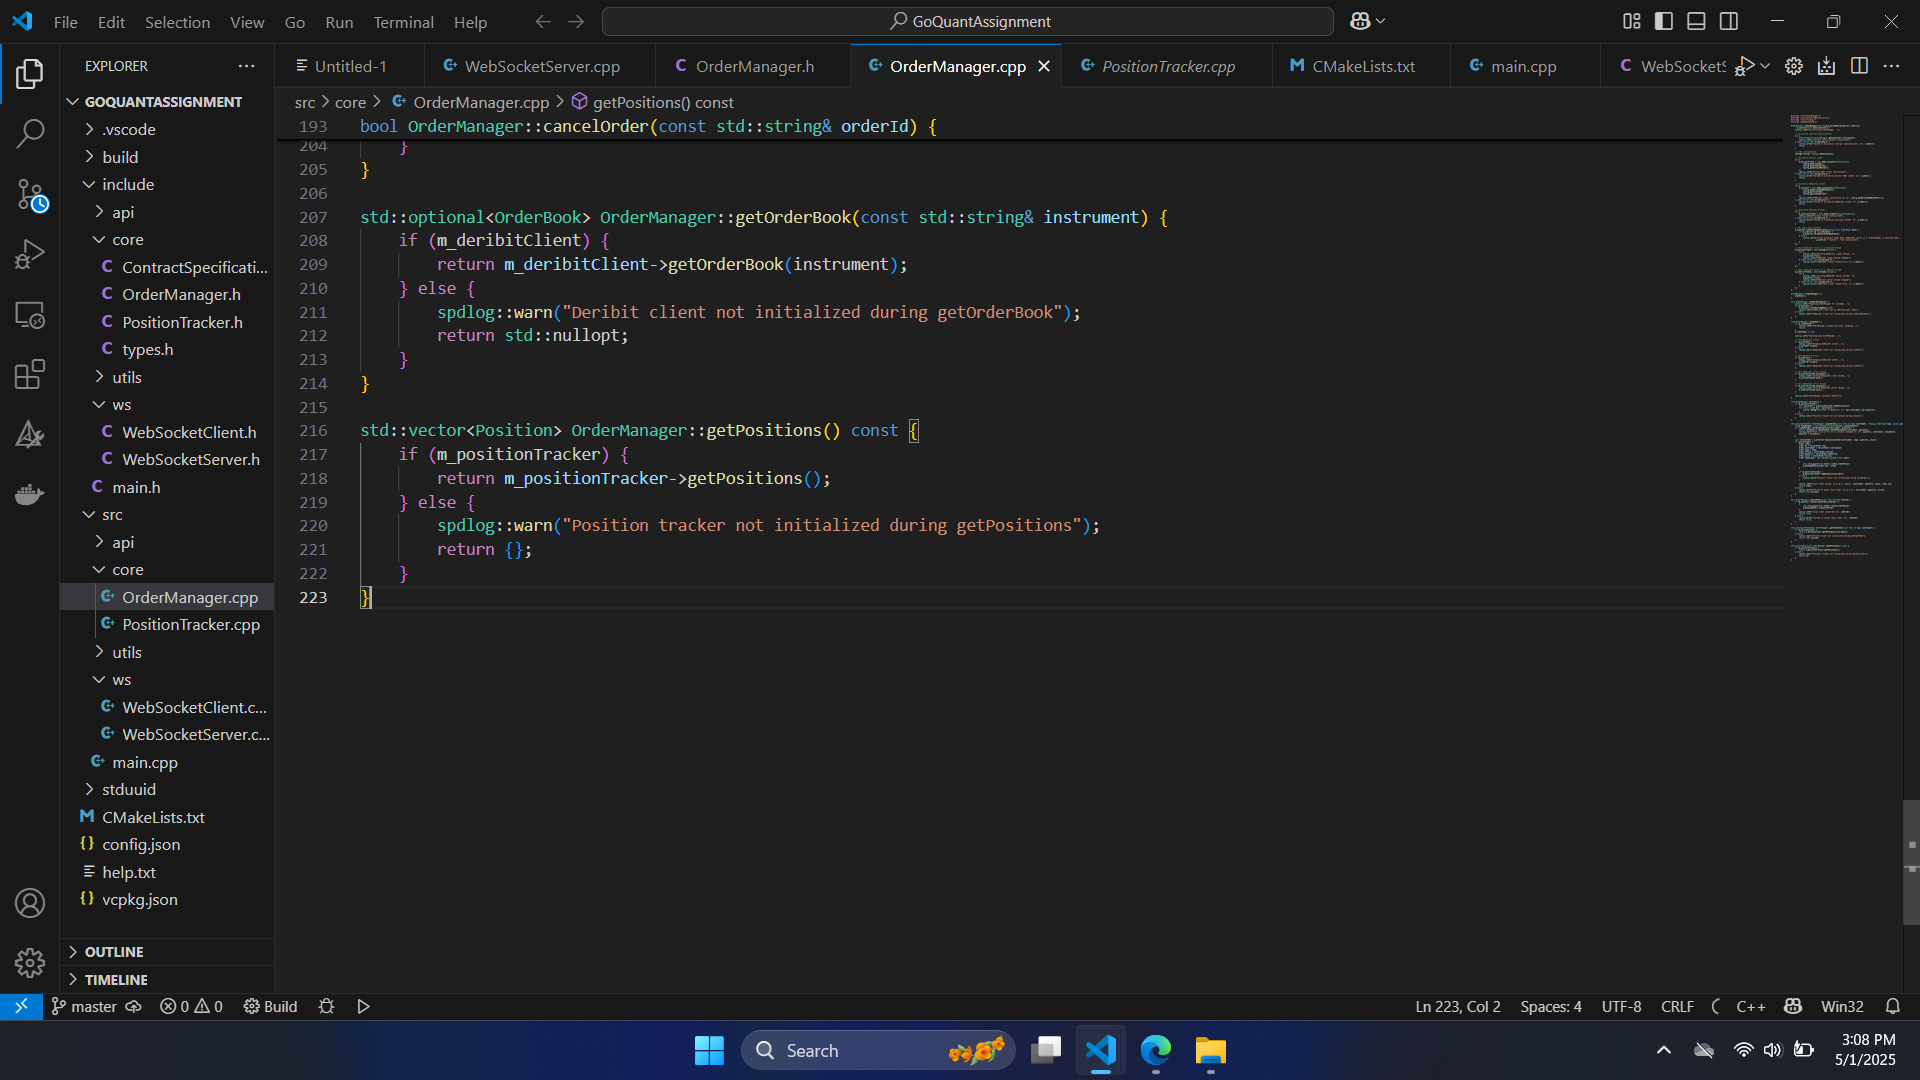 File Edit Selection View Go Run Terminal Help
GoQuantAssignment
EXPLORER
GOQUANTASSIGNMENT
.vscode
build
include
api
core
ContractSpecificati...
OrderManager.h
PositionTracker.h
types.h
utils
ws
WebSocketClient.h
WebSocketServer.h
main.h
src
api
core
OrderManager.cpp
PositionTracker.cpp
utils
ws
WebSocketClient.c...
WebSocketServer.c...
main.cpp
stduuid
CMakeLists.txt
config.json
help.txt
vcpkg.json
OUTLINE
TIMELINE
Untitled-1 WebSocketServer.cpp OrderManager.h OrderManager.cpp PositionTracker.cpp CMakeLists.txt main.cpp WebSocketS
src > core > OrderManager.cpp > getPositions() const
193 bool OrderManager::cancelOrder(const std::string& orderId) {
204 }
205 }
206
207 std::optional<OrderBook> OrderManager::getOrderBook(const std::string& instrument) {
208 if (m_deribitClient) {
209 return m_deribitClient->getOrderBook(instrument);
210 } else {
211 spdlog::warn("Deribit client not initialized during getOrderBook");
212 return std::nullopt;
213 }
214 }
215
216 std::vector<Position> OrderManager::getPositions() const {
217 if (m_positionTracker) {
218 return m_positionTracker->getPositions();
219 } else {
220 spdlog::warn("Position tracker not initialized during getPositions");
221 return {};
222 }
223 }
master 0 0 Build Ln 223, Col 2 Spaces: 4 UTF-8 CRLF C++ Win32
Search
3:08 PM
5/1/2025